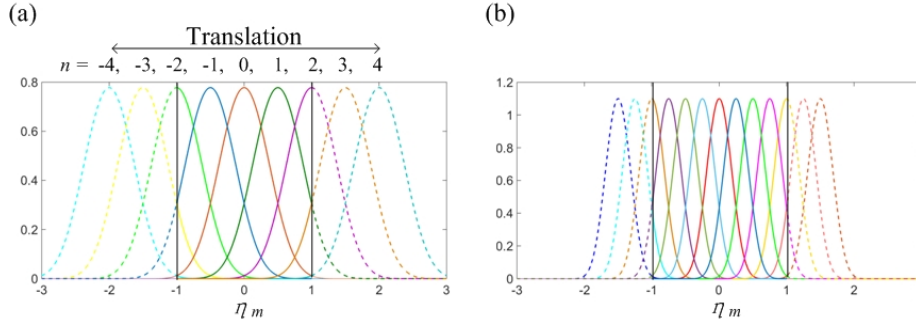 (a)
Translation
n = -4, -3, -2, -1, 0, 1, 2, 3, 4
0.8
0.6
0.4
0.2
0
-3 -2 -1 0 1 2 3
η m
(b)
1.2
1
0.8
0.6
0.4
0.2
0
-3 -2 -1 0 1 2
η m